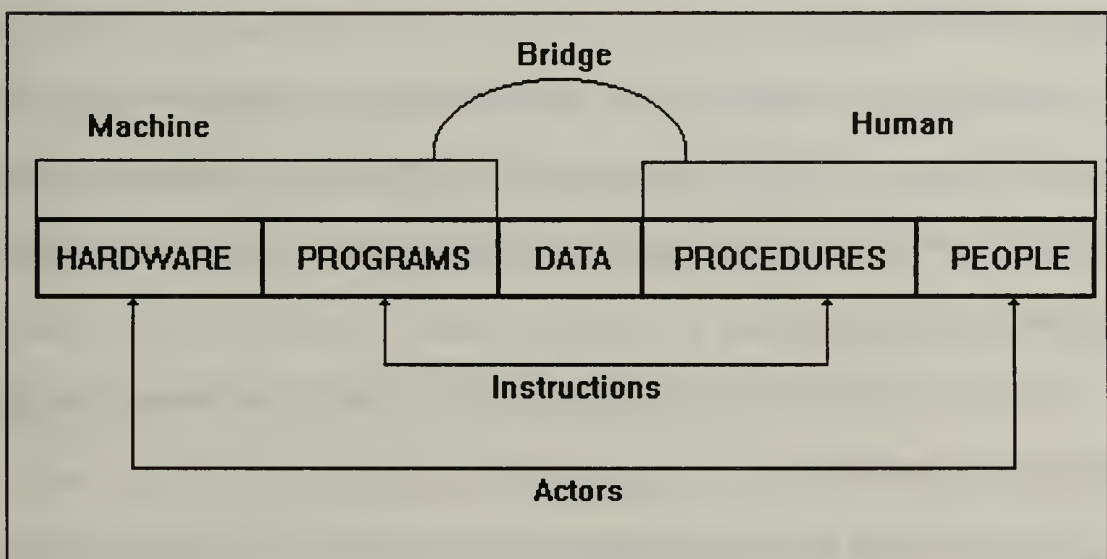 Bridge
Machine Human
HARDWARE PROGRAMS DATA PROCEDURES PEOPLE
Instructions
Actors